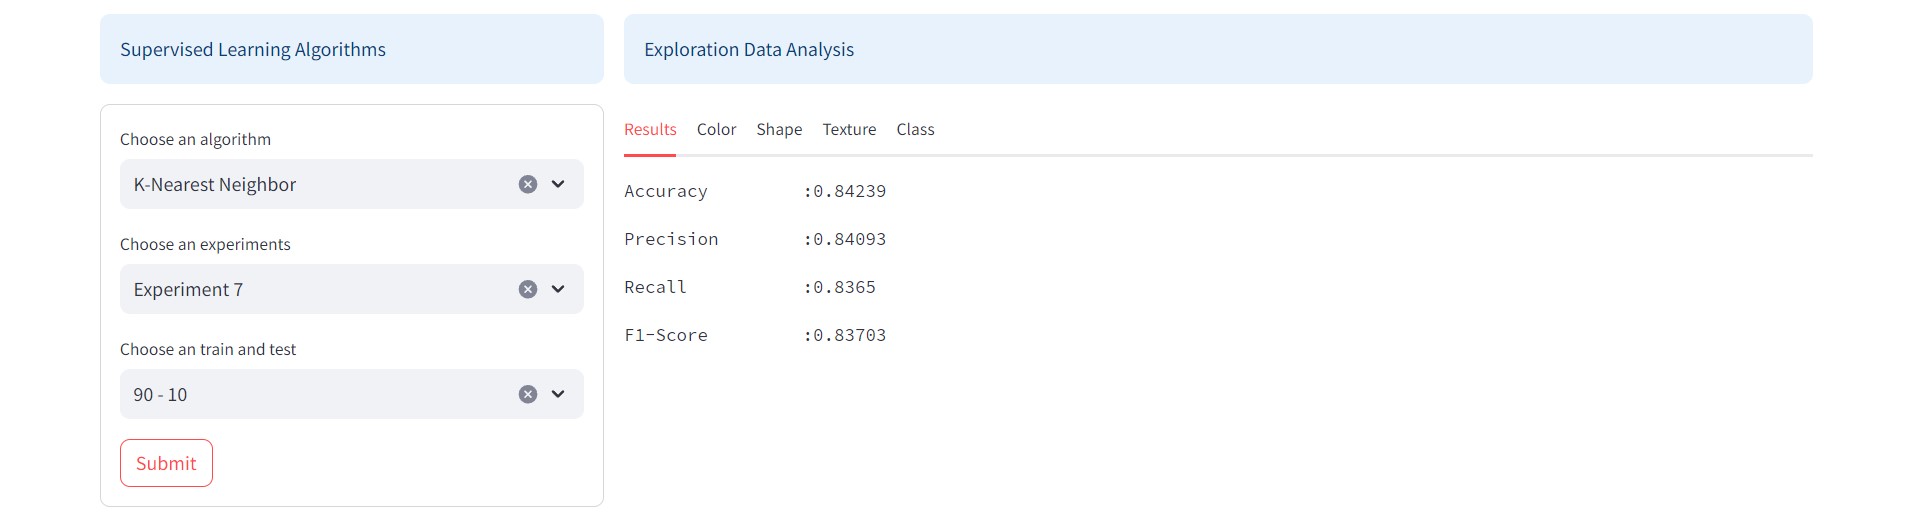 Supervised Learning Algorithms
Choose an algorithm
K-Nearest Neighbor
Choose an experiments
Experiment 7
Choose an train and test
90 - 10
Submit
Exploration Data Analysis
Results Color Shape Texture Class
Accuracy :0.84239
Precision :0.84093
Recall :0.8365
F1-Score :0.83703